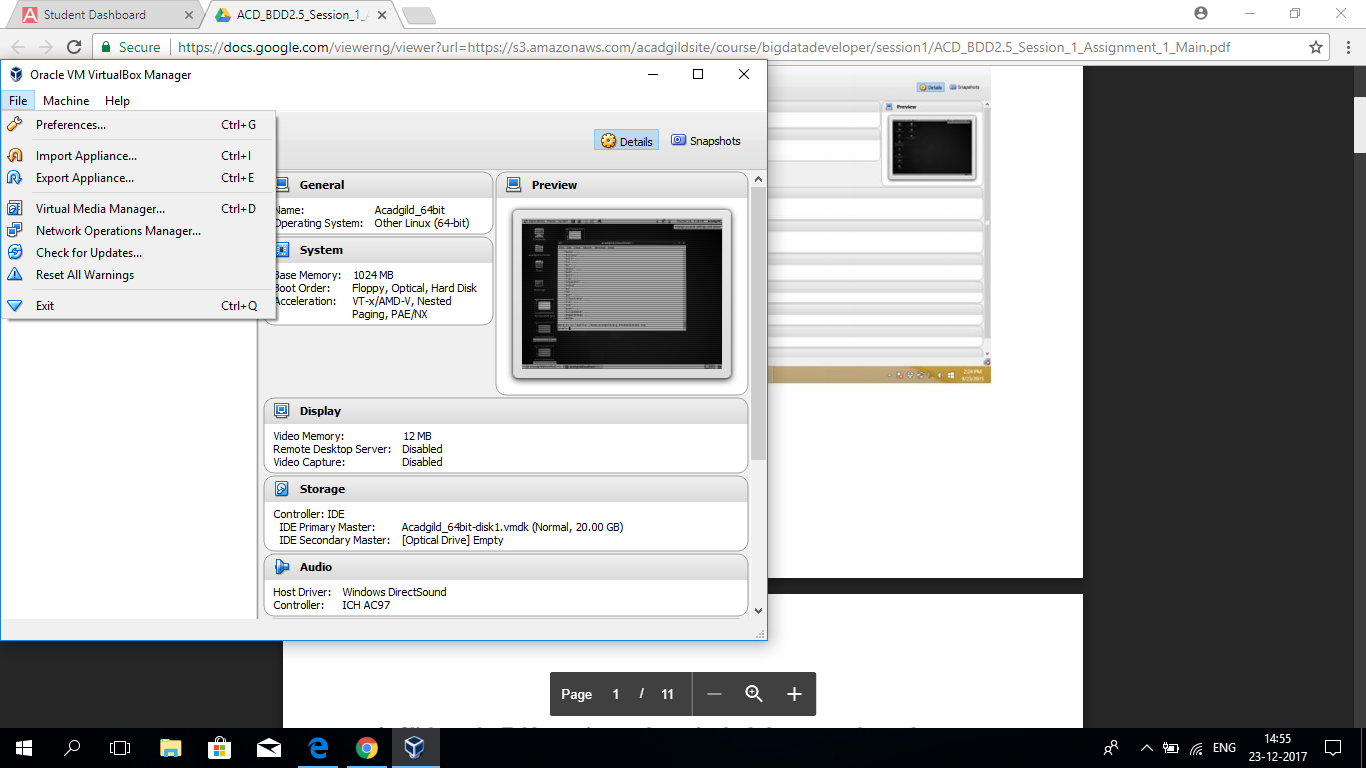 Student Dashboard
ACD_BDD2.5_Session_1_
Secure
https://docs.google.com/viewerng/viewer?url=https://s3.amazonaws.com/acadgildsite/course/bigdatadeveloper/session1/ACD_BDD2.5_Session_1_Assignment_1_Main.pdf
Oracle VM VirtualBox Manager
File Machine Help
Preferences... Ctrl+G
Import Appliance... Ctrl+I
Export Appliance... Ctrl+E
Virtual Media Manager... Ctrl+D
Network Operations Manager...
Check for Updates...
Reset All Warnings
Exit Ctrl+Q
Details Snapshots
General
Name: Acadgild_64bit
Operating System: Other Linux (64-bit)
System
Base Memory: 1024 MB
Boot Order: Floppy, Optical, Hard Disk
Acceleration: VT-x/AMD-V, Nested
Paging, PAE/NX
Preview
Display
Video Memory: 12 MB
Remote Desktop Server: Disabled
Video Capture: Disabled
Storage
Controller: IDE
IDE Primary Master: Acadgild_64bit-disk1.vmdk (Normal, 20.00 GB)
IDE Secondary Master: [Optical Drive] Empty
Audio
Host Driver: Windows DirectSound
Controller: ICH AC97
Details Snapshots
Preview
Page 1 / 11
ENG
14:55
23-12-2017